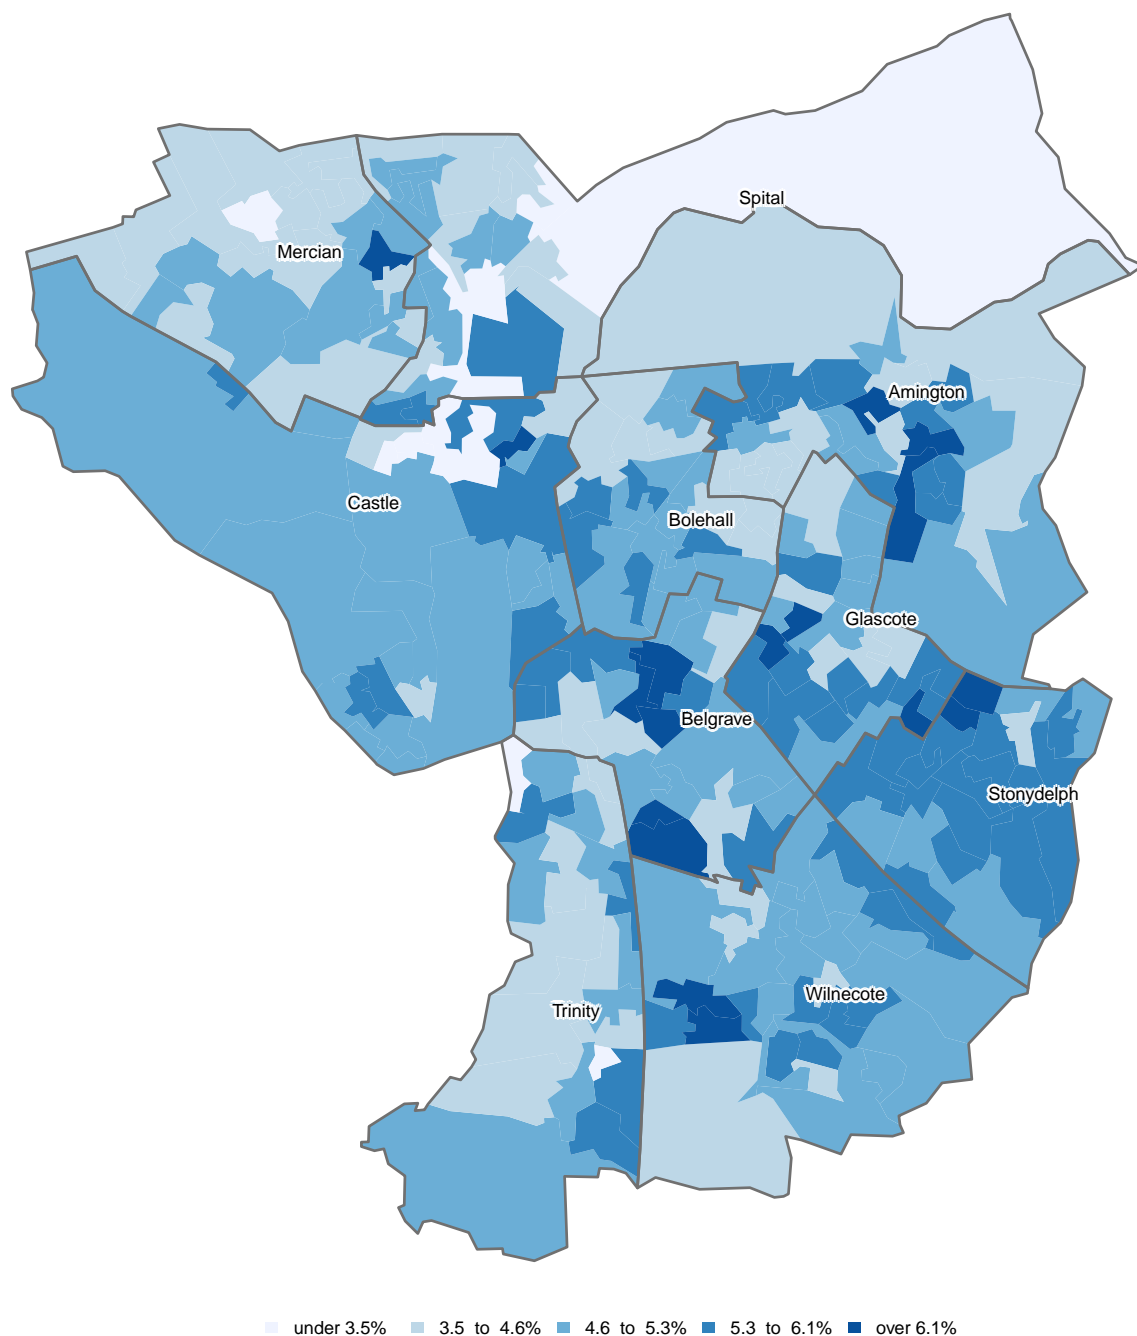 Spital
Mercian
Amington
Castle
Bolehall
Glascote
Belgrave
Stonydelph
Wilnecote
Trinity
under 3.5% 3.5 to 4.6% 4.6 to 5.3% 5.3 to 6.1% over 6.1%